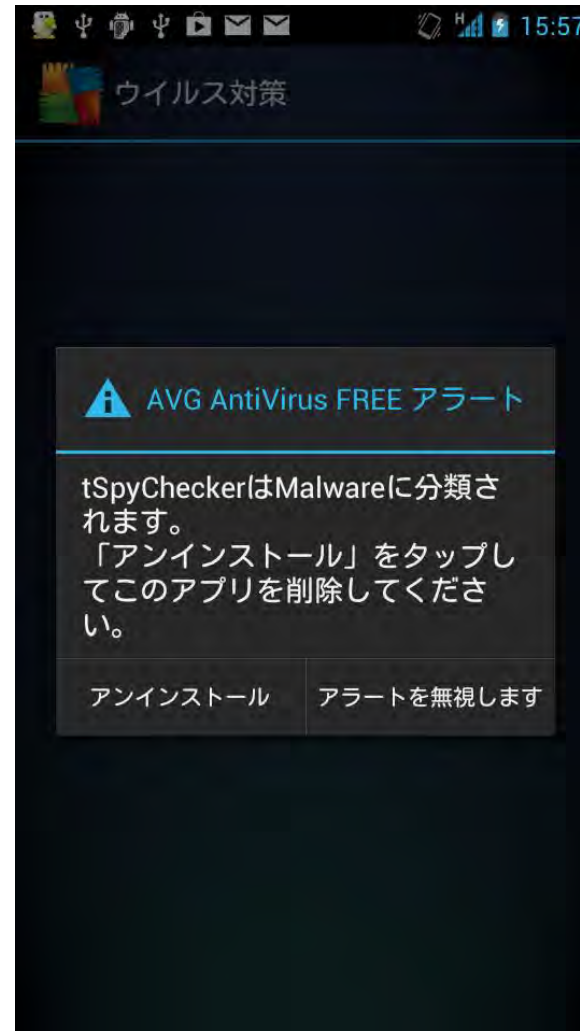 H 15:57
ウイルス対策
AVG AntiVirus FREE アラート
tSpyCheckerはMalwareに分類さ
れます。
「アンインストール」をタップし
てこのアプリを削除してくださ
い。
アンインストール アラートを無視します